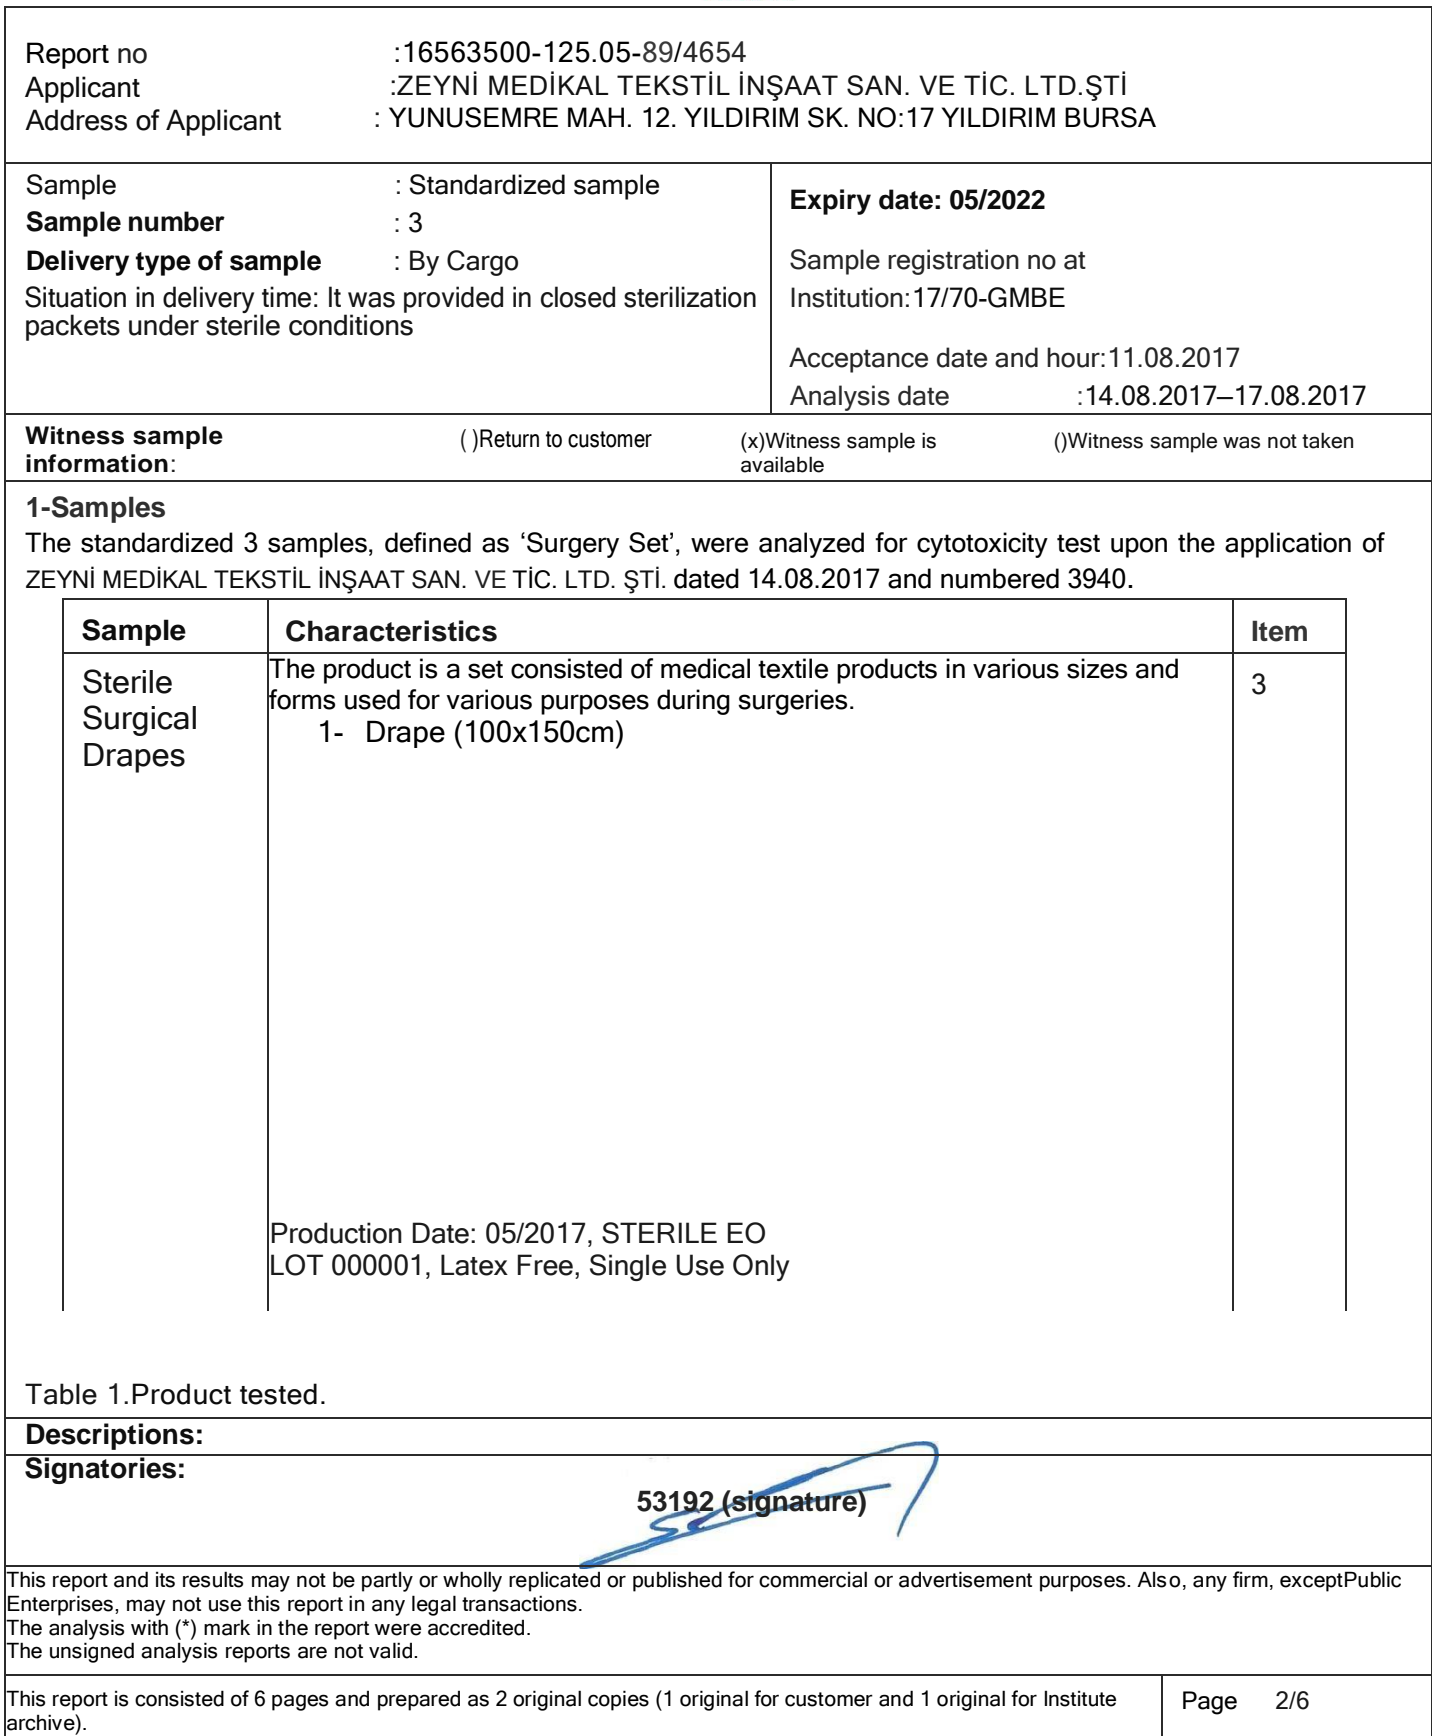 Report no :16563500-125.05-89/4654
Applicant :ZEYNİ MEDİKAL TEKSTİL İNŞAAT SAN. VE TİC. LTD.ŞTİ
Address of Applicant : YUNUSEMRE MAH. 12. YILDIRIM SK. NO:17 YILDIRIM BURSA
Sample : Standardized sample
Sample number : 3
Delivery type of sample : By Cargo
Situation in delivery time: It was provided in closed sterilization
packets under sterile conditions
Expiry date: 05/2022
Sample registration no at
Institution:17/70-GMBE
Acceptance date and hour:11.08.2017
Analysis date :14.08.2017–17.08.2017
Witness sample
information:
( )Return to customer
(x)Witness sample is
available
()Witness sample was not taken
1-Samples
The standardized 3 samples, defined as ‘Surgery Set’, were analyzed for cytotoxicity test upon the application of
ZEYNİ MEDİKAL TEKSTİL İNŞAAT SAN. VE TİC. LTD. ŞTİ. dated 14.08.2017 and numbered 3940.
Sample Characteristics Item
Sterile
Surgical
Drapes
The product is a set consisted of medical textile products in various sizes and
forms used for various purposes during surgeries.
1- Drape (100x150cm)
Production Date: 05/2017, STERILE EO
LOT 000001, Latex Free, Single Use Only
3
Table 1.Product tested.
Descriptions:
Signatories:
53192 (signature)
This report and its results may not be partly or wholly replicated or published for commercial or advertisement purposes. Also, any firm, exceptPublic
Enterprises, may not use this report in any legal transactions.
The analysis with (*) mark in the report were accredited.
The unsigned analysis reports are not valid.
This report is consisted of 6 pages and prepared as 2 original copies (1 original for customer and 1 original for Institute
archive).
Page 2/6